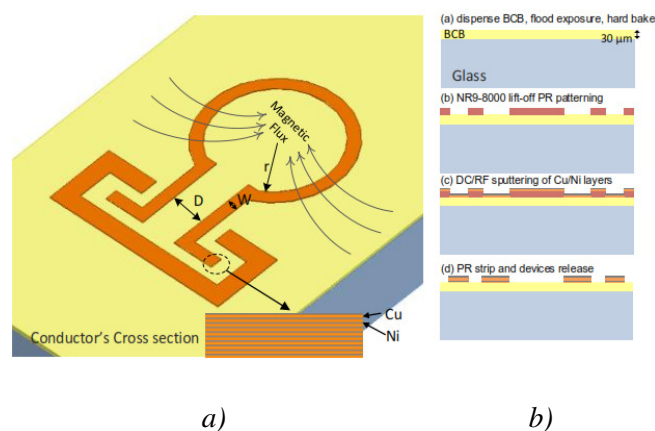 Magnetic
Flux
r
D
W
Cu
Ni
Conductor's Cross section
a)
(a) dispense BCB, flood exposure, hard bake
BCB
30 μm
Glass
(b) NR9-8000 lift-off PR patterning
(c) DC/RF sputtering of Cu/Ni layers
(d) PR strip and devices release
b)